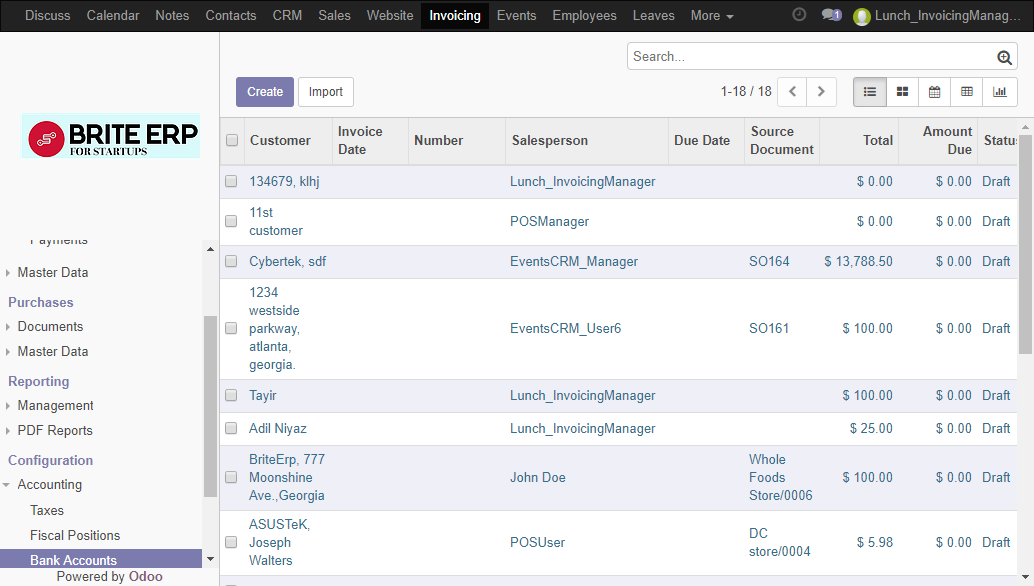 Discuss Calendar Notes Contacts CRM Sales Website Invoicing Events Employees Leaves More 1 Lunch_InvoicingManag...
Search...
Create Import
1-18 / 18
BRITE ERP
FOR STARTUPS
Payments
Master Data
Purchases
Documents
Master Data
Reporting
Management
PDF Reports
Configuration
Accounting
Taxes
Fiscal Positions
Bank Accounts
Powered by Odoo
Customer Invoice Date Number Salesperson Due Date Source Document Total Amount Due Status
134679, klhj Lunch_InvoicingManager $ 0.00 $ 0.00 Draft
11st
customer POSManager $ 0.00 $ 0.00 Draft
Cybertek, sdf EventsCRM_Manager SO164 $ 13,788.50 $ 0.00 Draft
1234
westside
parkway,
atlanta,
georgia. EventsCRM_User6 SO161 $ 100.00 $ 0.00 Draft
Tayir Lunch_InvoicingManager $ 100.00 $ 0.00 Draft
Adil Niyaz Lunch_InvoicingManager $ 25.00 $ 0.00 Draft
BriteErp, 777
Moonshine
Ave.,Georgia John Doe Whole
Foods
Store/0006 $ 100.00 $ 0.00 Draft
ASUSTeK,
Joseph
Walters POSUser DC
store/0004 $ 5.98 $ 0.00 Draft